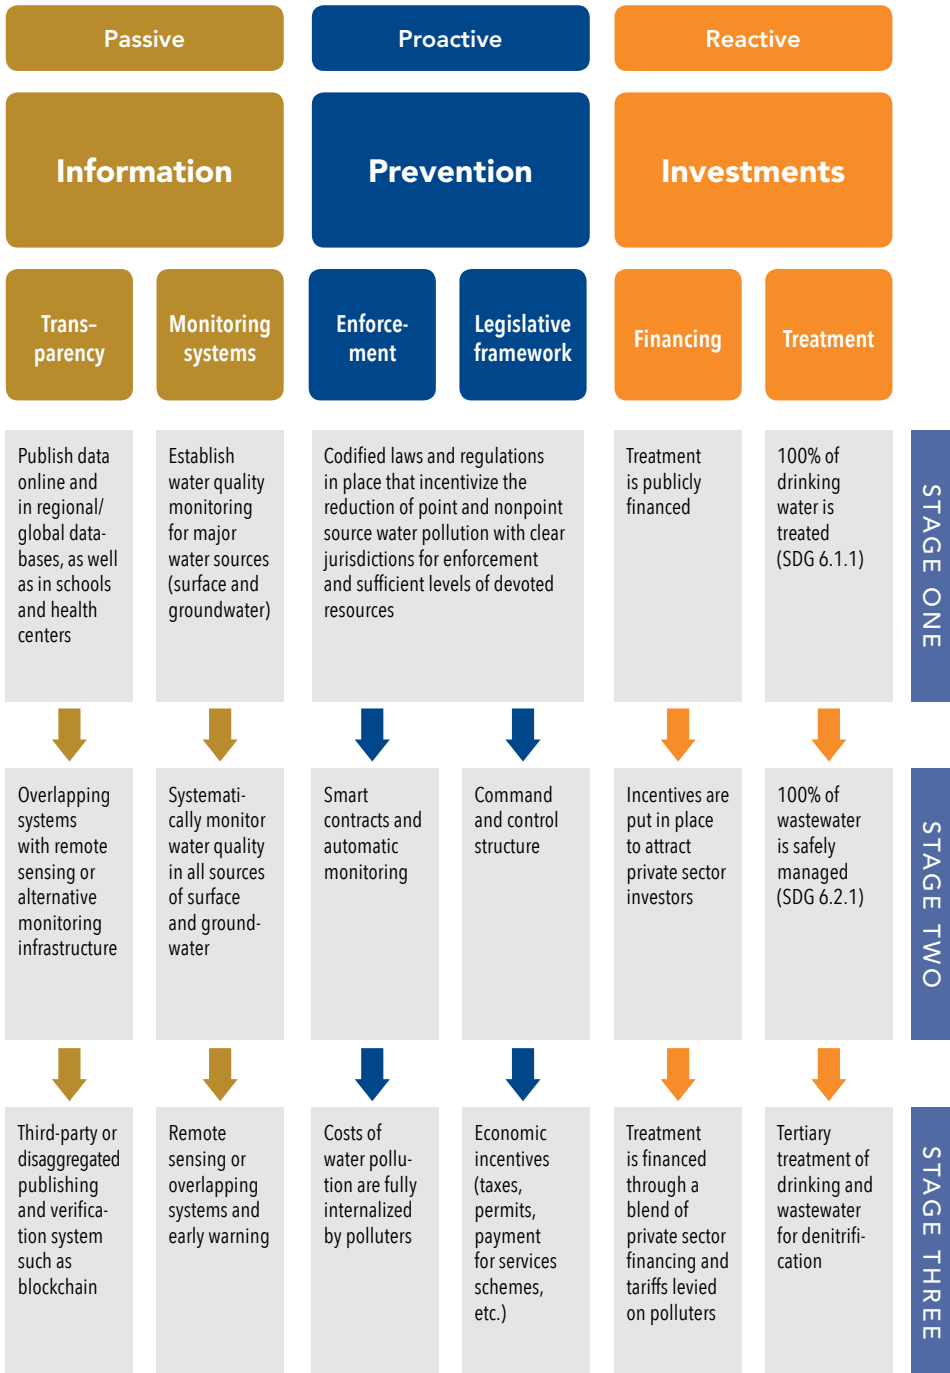 Passive
Proactive
Reactive
Information
Prevention
Investments
Trans–
parency
Monitoring
systems
Enforce-
ment
Legislative
framework
Financing
Treatment
Publish data
online and
in regional/
global data-
bases, as well
as in schools
and health
centers
Establish
water quality
monitoring
for major
water sources
(surface and
groundwater)
Codified laws and regulations
in place that incentivize the
reduction of point and nonpoint
source water pollution with clear
jurisdictions for enforcement
and sufficient levels of devoted
resources
Treatment
is publicly
financed
100% of
drinking
water is
treated
(SDG 6.1.1)
STAGE ONE
Overlapping
systems
with remote
sensing or
alternative
monitoring
infrastructure
Systemati-
cally monitor
water quality
in all sources
of surface
and ground-
water
Smart
contracts and
automatic
monitoring
Command
and control
structure
Incentives are
put in place
to attract
private sector
investors
100% of
wastewater
is safely
managed
(SDG 6.2.1)
STAGE TWO
Third-party or
disaggregated
publishing
and verifica-
tion system
such as
blockchain
Remote
sensing or
overlapping
systems and
early warning
Costs of
water pollu-
tion are fully
internalized
by polluters
Economic
incentives
(taxes,
permits,
payment
for services
schemes,
etc.)
Treatment
is financed
through a
blend of
private sector
financing and
tariffs levied
on polluters
Tertiary
treatment of
drinking and
wastewater
for denitrifi-
cation
STAGE THREE